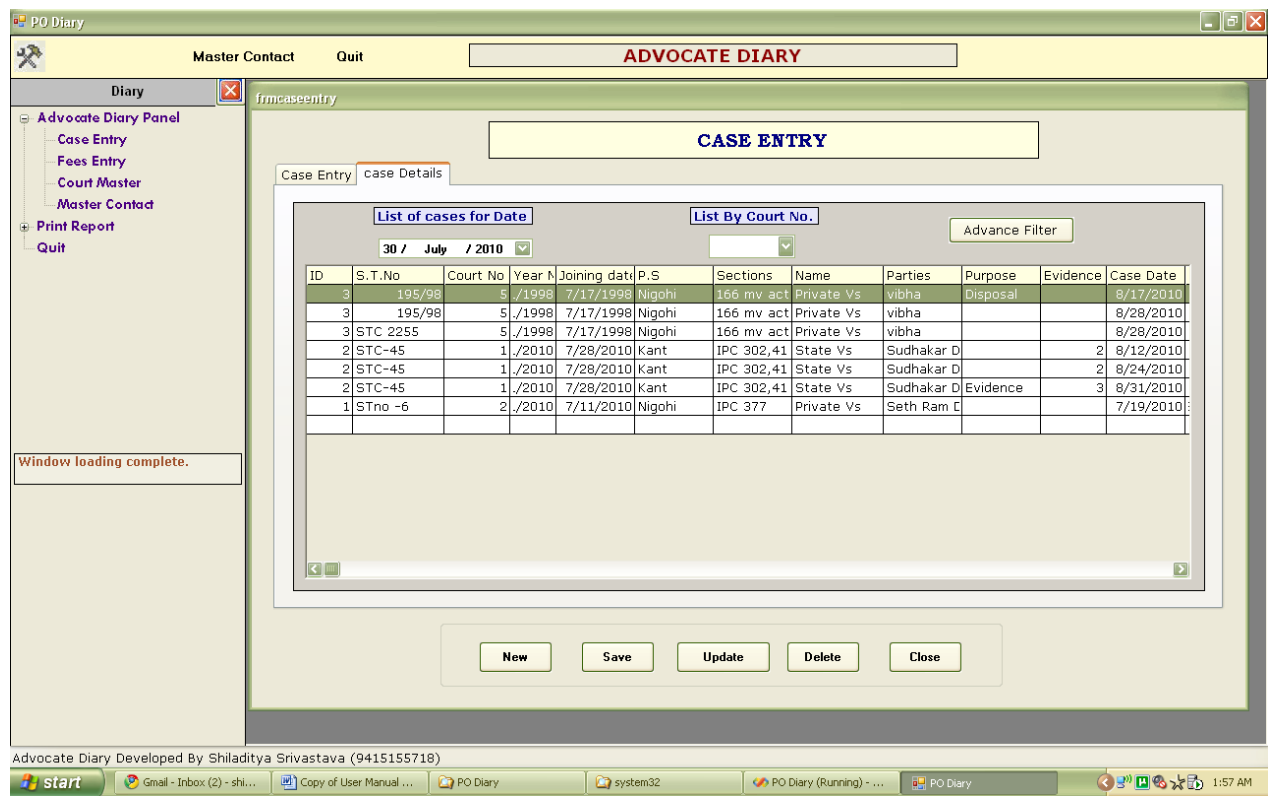 PO Diary
Master Contact Quit ADVOCATE DIARY
Diary
Advocate Diary Panel
Case Entry
Fees Entry
Court Master
Master Contact
Print Report
Quit
Window loading complete.
frmcaseentry
CASE ENTRY
Case Entry case Details
List of cases for Date List By Court No.
Advance Filter
30 / July / 2010
ID S.T.No Court No Year N Joining date P.S Sections Name Parties Purpose Evidence Case Date
3 195/98 5 ./1998 7/17/1998 Nigohi 166 mv act Private Vs vibha Disposal 8/17/2010
3 195/98 5 ./1998 7/17/1998 Nigohi 166 mv act Private Vs vibha 8/28/2010
3 STC 2255 5 ./1998 7/17/1998 Nigohi 166 mv act Private Vs vibha 8/28/2010
2 STC-45 1 ./2010 7/28/2010 Kant IPC 302,41 State Vs Sudhakar D 2 8/12/2010
2 STC-45 1 ./2010 7/28/2010 Kant IPC 302,41 State Vs Sudhakar D 2 8/24/2010
2 STC-45 1 ./2010 7/28/2010 Kant IPC 302,41 State Vs Sudhakar D Evidence 3 8/31/2010
1 STno -6 2 ./2010 7/11/2010 Nigohi IPC 377 Private Vs Seth Ram D 7/19/2010
New Save Update Delete Close
Advocate Diary Developed By Shiladitya Srivastava (9415155718)
start Gmail - Inbox (2) - shi... Copy of User Manual ... PO Diary system32 PO Diary (Running) - ... PO Diary 1:57 AM